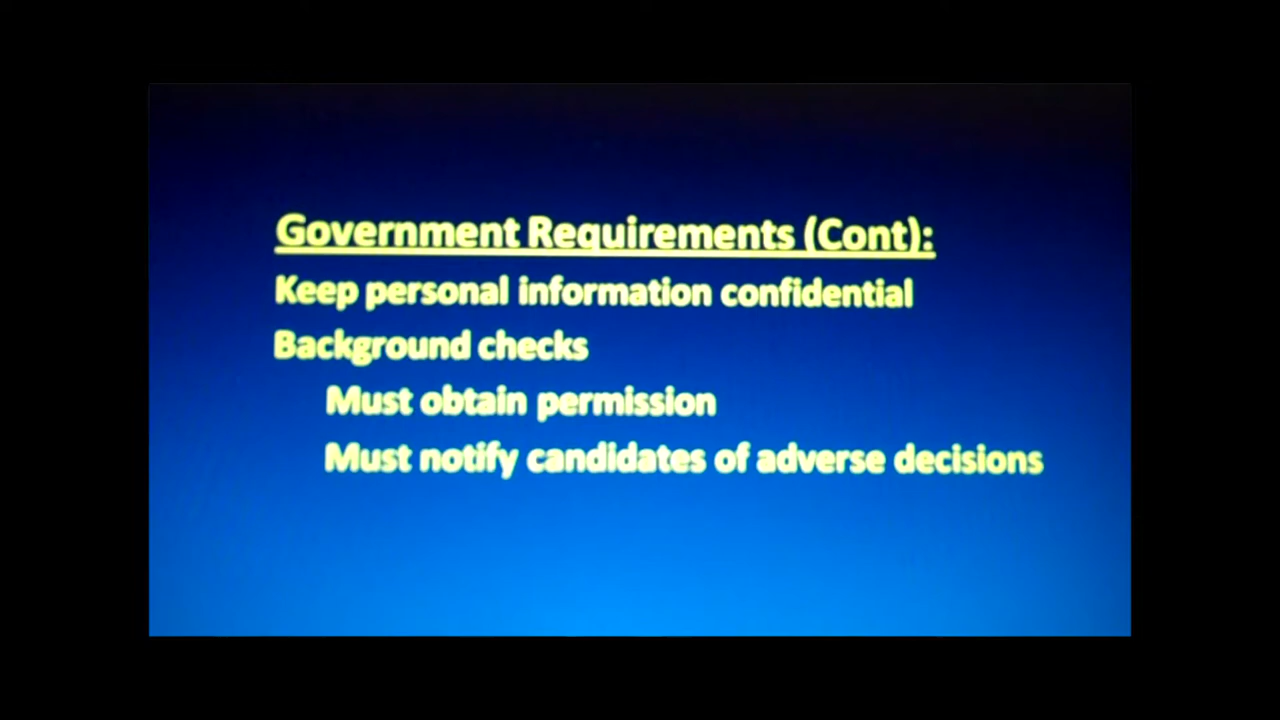 Government Requirements (Cont):
Keep personal information confidential
Background checks
Must obtain permission
Must notify candidates of adverse decisions